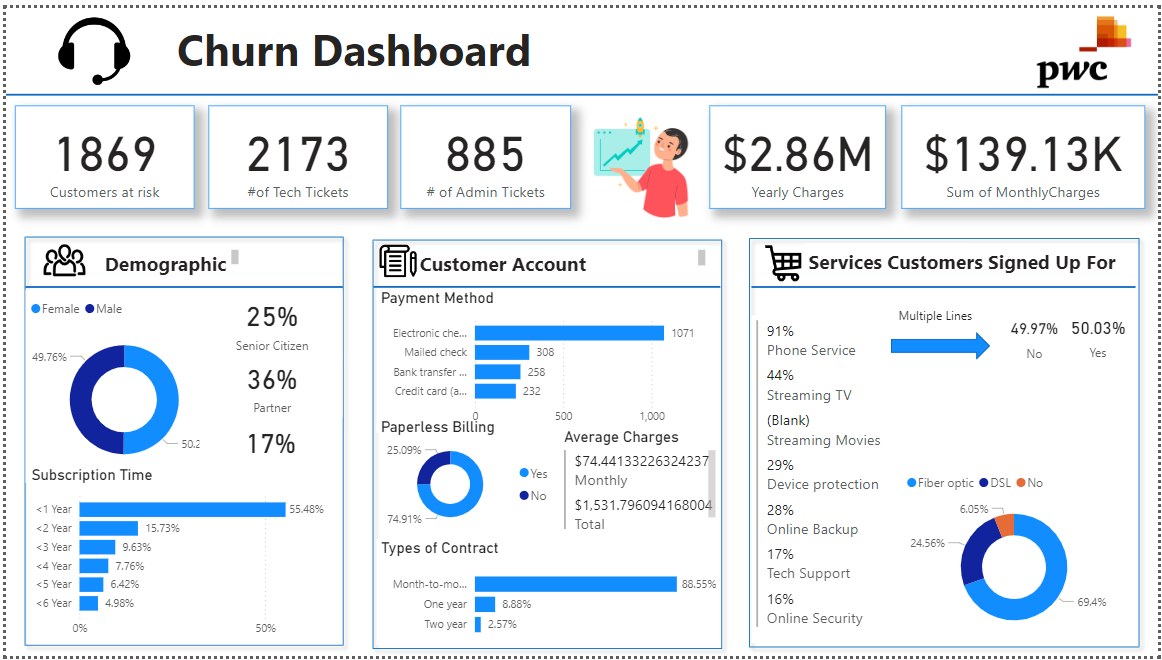 Churn Dashboard
pwc
1869
Customers at risk
2173
#of Tech Tickets
885
# of Admin Tickets
$2.86M
Yearly Charges
$139.13K
Sum of MonthlyCharges
Demographic
Female Male
49.76%
50.2
25%
Senior Citizen
36%
Partner
17%
Subscription Time
<1 Year 55.48%
<2 Year 15.73%
<3 Year 9.63%
<4 Year 7.76%
<5 Year 6.42%
<6 Year 4.98%
0% 50%
Customer Account
Payment Method
Electronic che... 1071
Mailed check 308
Bank transfer ... 258
Credit card (a... 232
0 500 1,000
Paperless Billing
25.09%
74.91%
Yes
No
Average Charges
$74.44133226324237
Monthly
$1,531.796094168004
Total
Types of Contract
Month-to-mo... 88.55%
One year 8.88%
Two year 2.57%
Services Customers Signed Up For
91%
Phone Service
44%
Streaming TV
(Blank)
Streaming Movies
29%
Device protection
28%
Online Backup
17%
Tech Support
16%
Online Security
Multiple Lines
49.97% 50.03%
No Yes
Fiber optic DSL No
6.05%
24.56%
69.4%